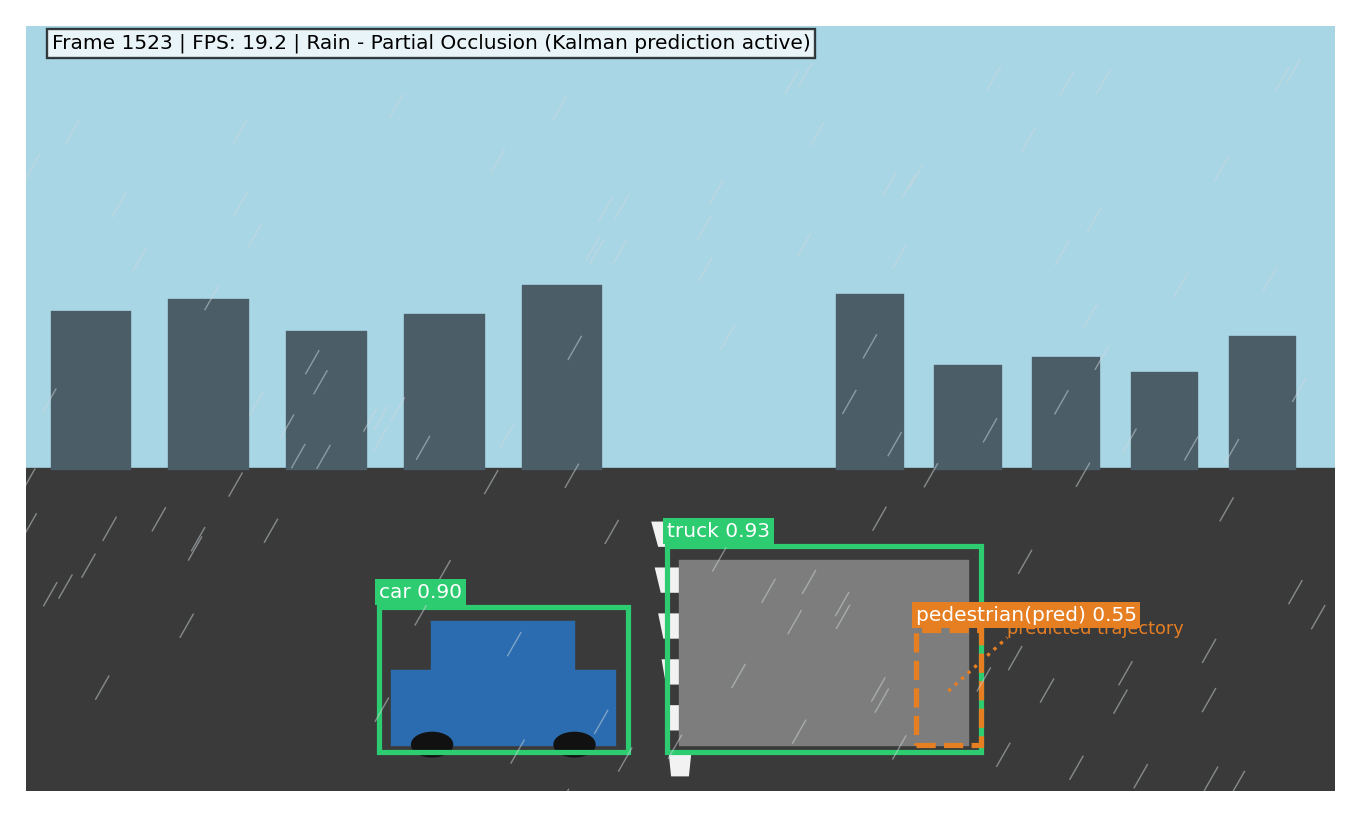 Frame 1523 | FPS: 19.2 | Rain - Partial Occlusion (Kalman prediction active)
truck 0.93
car 0.90
pedestrian(pred) 0.55
predicted trajectory